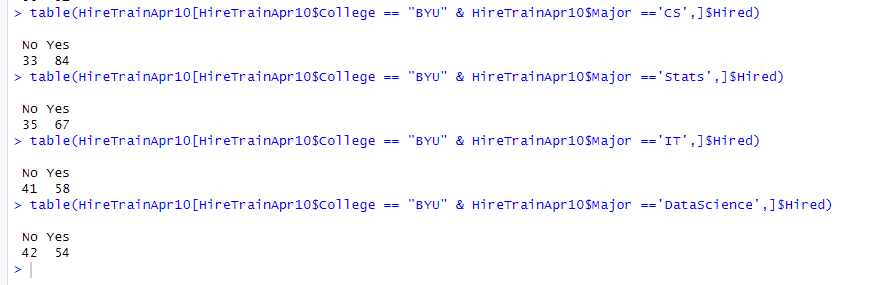 > table(HireTrainApr10[HireTrainApr10$College == "BYU" & HireTrainApr10$Major =='CS',]$Hired)
No Yes
33 84
> table(HireTrainApr10[HireTrainApr10$College == "BYU" & HireTrainApr10$Major =='Stats',]$Hired)
No Yes
35 67
> table(HireTrainApr10[HireTrainApr10$College == "BYU" & HireTrainApr10$Major =='IT',]$Hired)
No Yes
41 58
> table(HireTrainApr10[HireTrainApr10$College == "BYU" & HireTrainApr10$Major =='DataScience',]$Hired)
No Yes
42 54
>